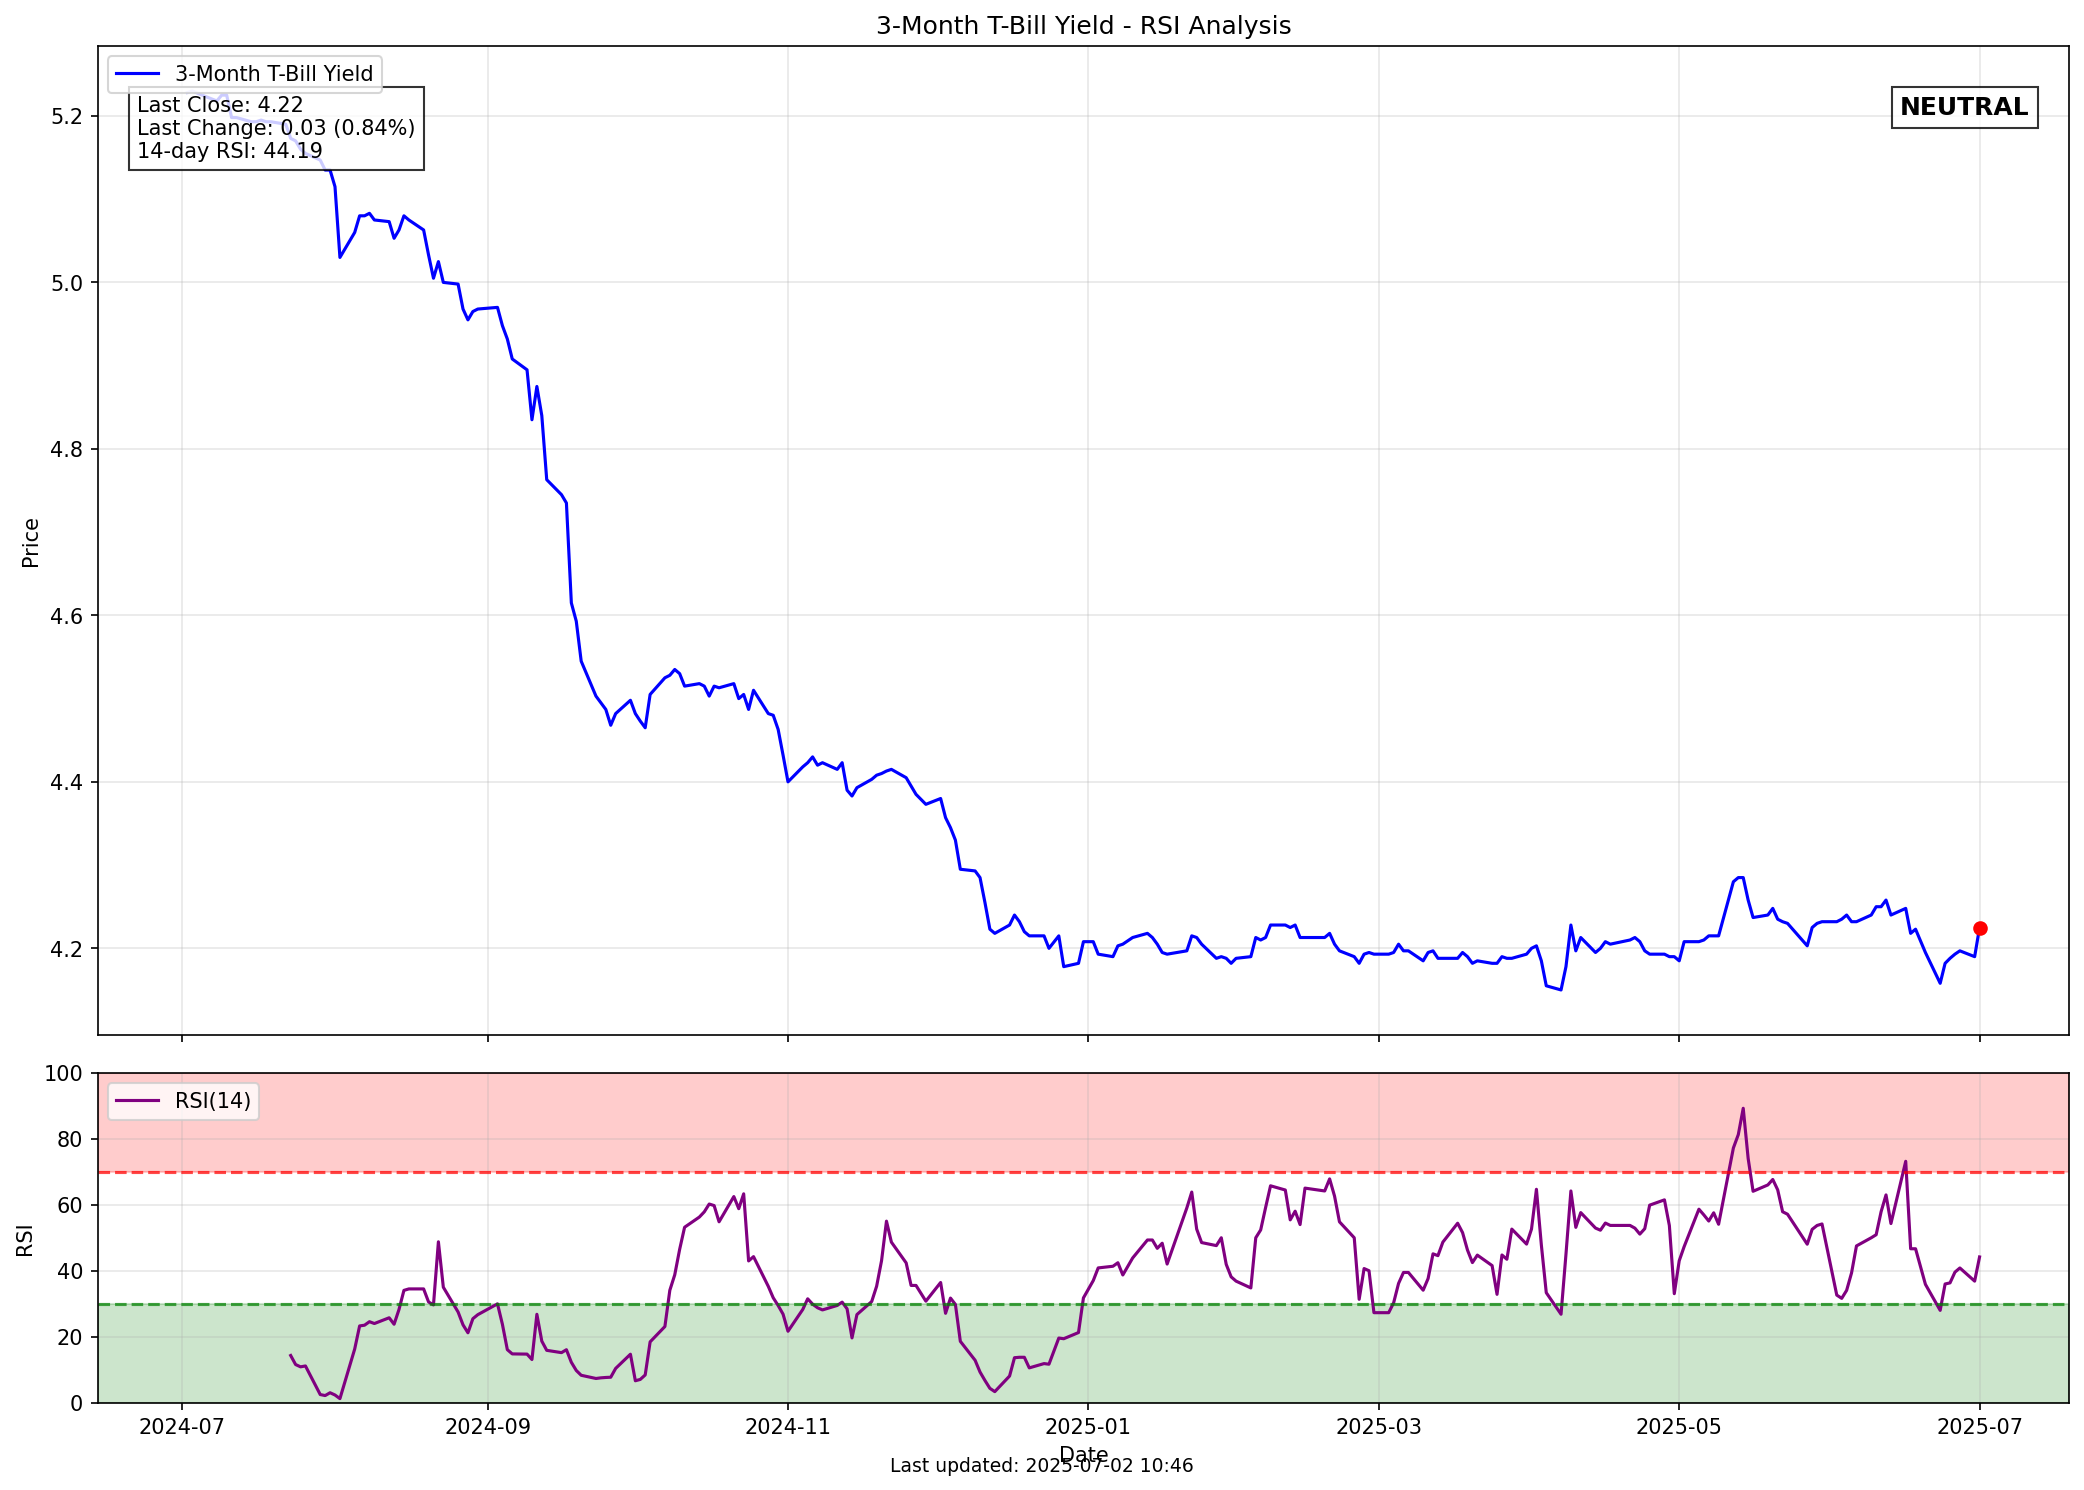 3-Month T-Bill Yield - RSI Analysis
3-Month T-Bill Yield
Last Close: 4.22
Last Change: 0.03 (0.84%)
14-day RSI: 44.19
NEUTRAL
Price
5.2
5.0
4.8
4.6
4.4
4.2
RSI(14)
RSI
100
80
60
40
20
0
2024-07
2024-09
2024-11
2025-01
2025-03
2025-05
2025-07
Date
Last updated: 2025-07-02 10:46